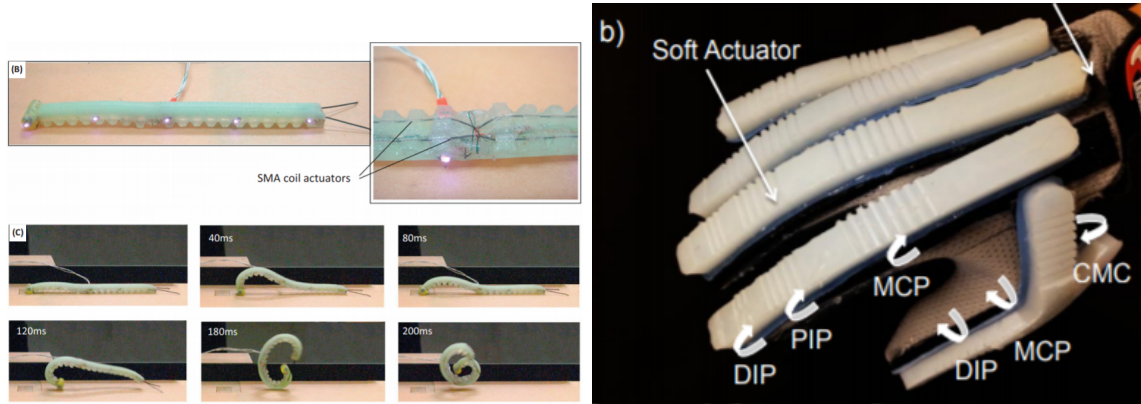 (B)
SMA coil actuators
(C)
40ms
80ms
120ms
180ms
200ms
b)
Soft Actuator
MCP
CMC
PIP
DIP
DIP
MCP